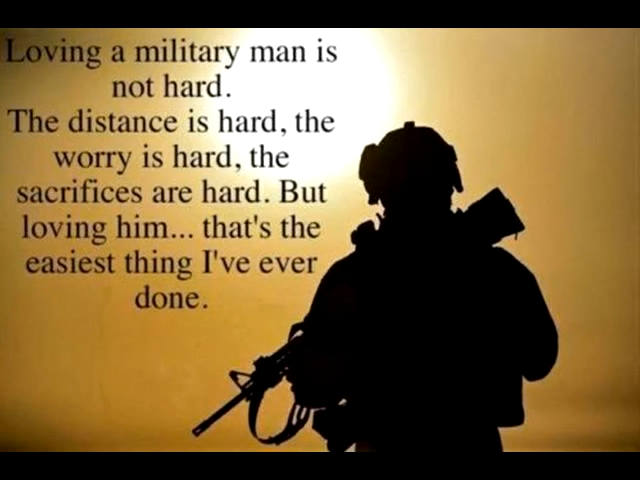 Loving a military man is
not hard.
The distance is hard, the
worry is hard, the
sacrifices are hard. But
loving him... that's the
easiest thing I've ever
done.